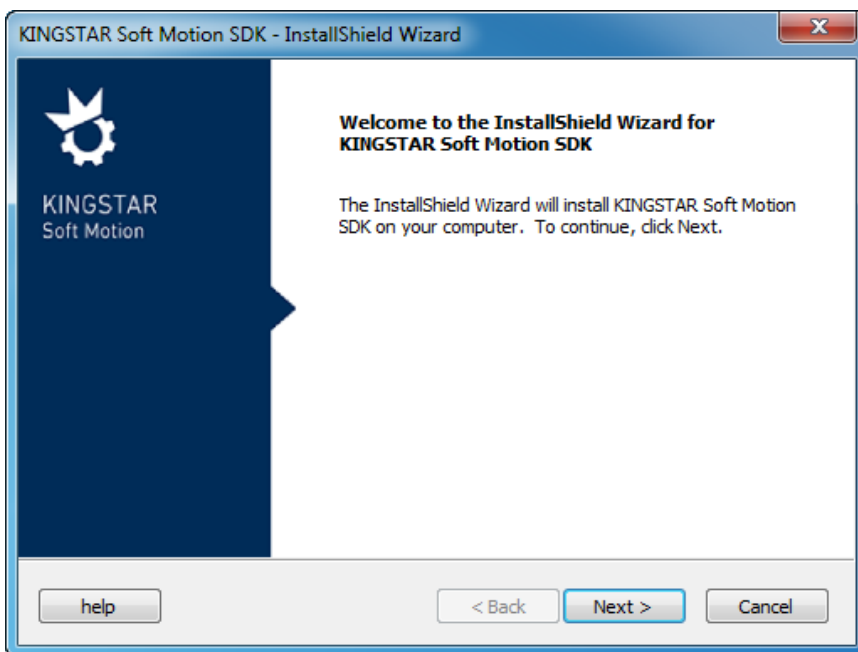 KINGSTAR Soft Motion SDK - InstallShield Wizard
X
KINGSTAR
Soft Motion
Welcome to the InstallShield Wizard for
KINGSTAR Soft Motion SDK
The InstallShield Wizard will install KINGSTAR Soft Motion
SDK on your computer.  To continue, click Next.
help
< Back
Next >
Cancel